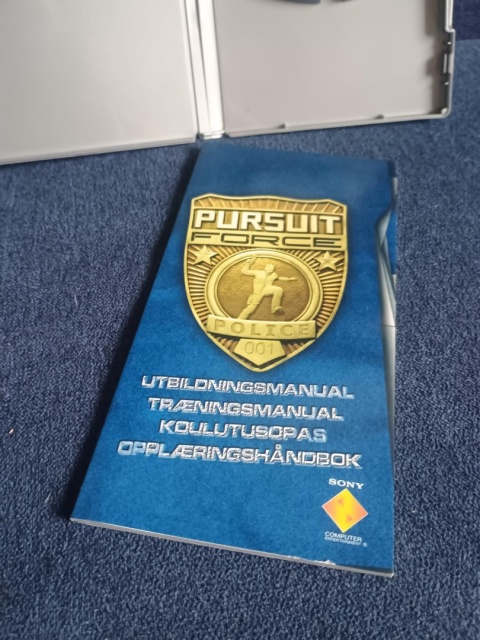 PURSUIT
FORCE
POLICE
001
UTBILDNINGSMANUAL
TRÆNINGSMANUAL
KOULUTUSOPAS
OPPLÆRINGSHÅNDBOK
SONY
COMPUTER
ENTERTAINMENT ®